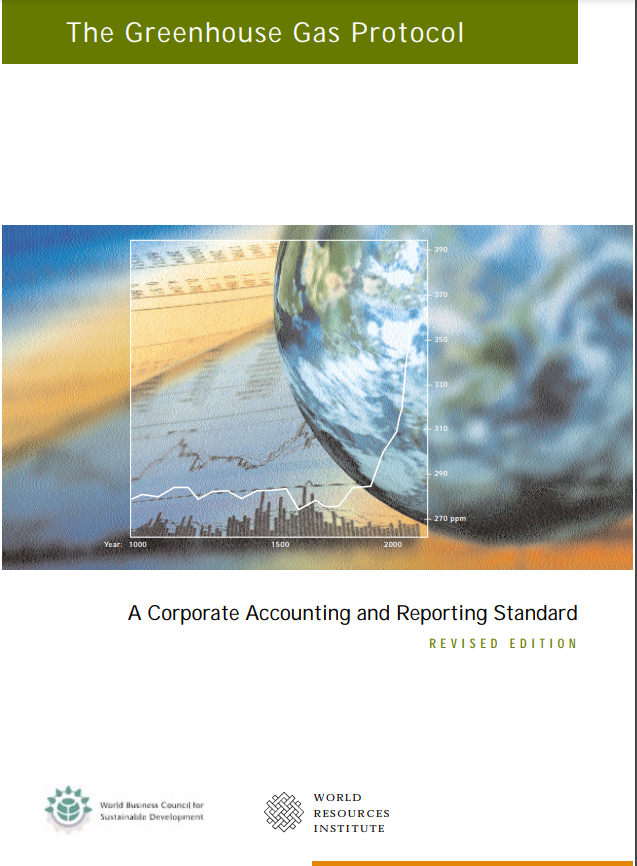 The Greenhouse Gas Protocol
390
370
350
330
310
290
270 ppm
Year: 1000 1500 2000
A Corporate Accounting and Reporting Standard
REVISED EDITION
World Business Council for
Sustainable Development
WORLD
RESOURCES
INSTITUTE